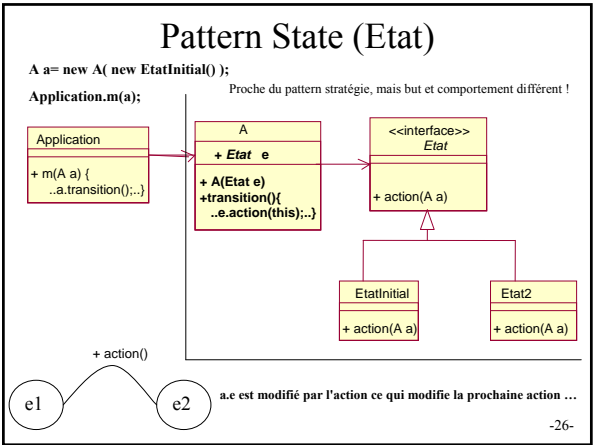 Pattern State (Etat)
A a= new A( new EtatInitial() );
Proche du pattern stratégie, mais but et comportement différent !
Application.m(a);
Application
+ m(A a) {
..a.transition();..}
A
+ Etat e
+ A(Etat e)
+transition(){
..e.action(this);..}
<<interface>>
Etat
+ action(A a)
EtatInitial
+ action(A a)
Etat2
+ action(A a)
+ action()
e1
e2
a.e est modifié par l'action ce qui modifie la prochaine action …
-26-